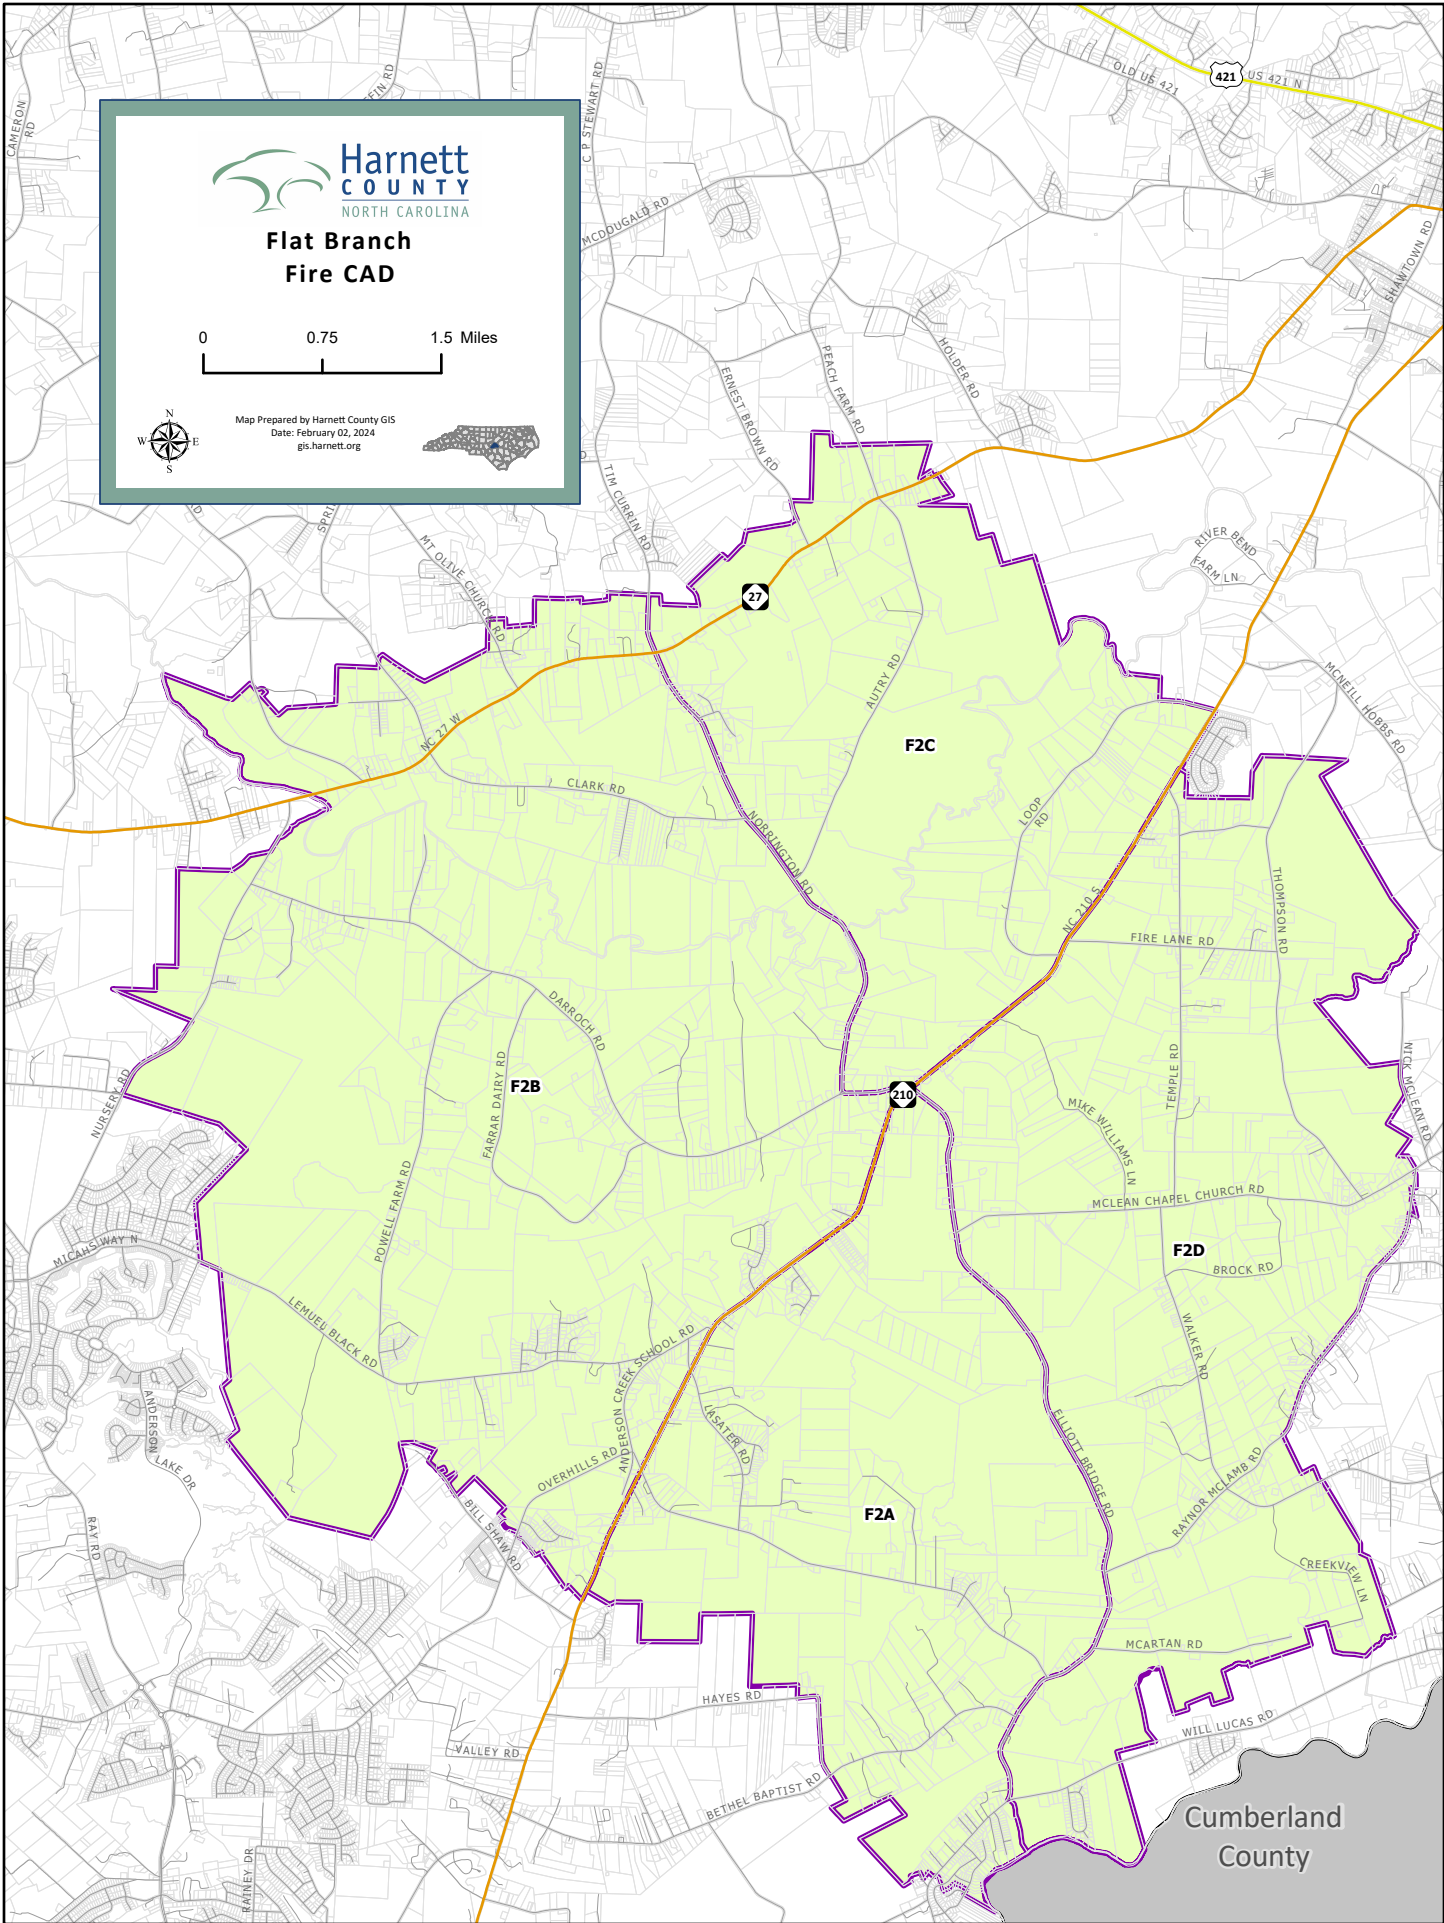 Harnett
COUNTY
NORTH CAROLINA
Flat Branch
Fire CAD
0 0.75 1.5 Miles
N
W E
S
Map Prepared by Harnett County GIS
Date: February 02, 2024
gis.harnett.org
CAMERON
RD
C P STEWART RD
OLD US 421
421
US 421 N
MCDOUGALD RD
SHAWTOWN RD
HOLDER RD
PEACH FARM RD
ERNEST BROWN RD
TIM CURRIN RD
MT OLIVE CHURCH RD
RIVER BEND
FARM LN
27
MCNEILL HOBBS RD
AUTRY RD
NC 27 W
F2C
CLARK RD
LOOP
RD
NORRINGTON RD
NC 210 S
THOMPSON RD
FIRE LANE RD
DARROCH RD
TEMPLE RD
NICK MCLEAN RD
NURSERY RD
FARRAR DAIRY RD
F2B
210
MIKE WILLIAMS LN
POWELL FARM RD
MCLEAN CHAPEL CHURCH RD
MICAHS WAY N
F2D
BROCK RD
LEMUEL BLACK RD
WALKER RD
ANDERSON CREEK SCHOOL RD
ANDERSON
LAKE DR
LASATER RD
ELLIOTT BRIDGE RD
OVERHILLS RD
RAYNOR MCLAMB RD
F2A
RAY RD
BILL SHAW RD
CREEKVIEW LN
MCARTAN RD
HAYES RD
WILL LUCAS RD
VALLEY RD
BETHEL BAPTIST RD
RAINEY DR
Cumberland
County